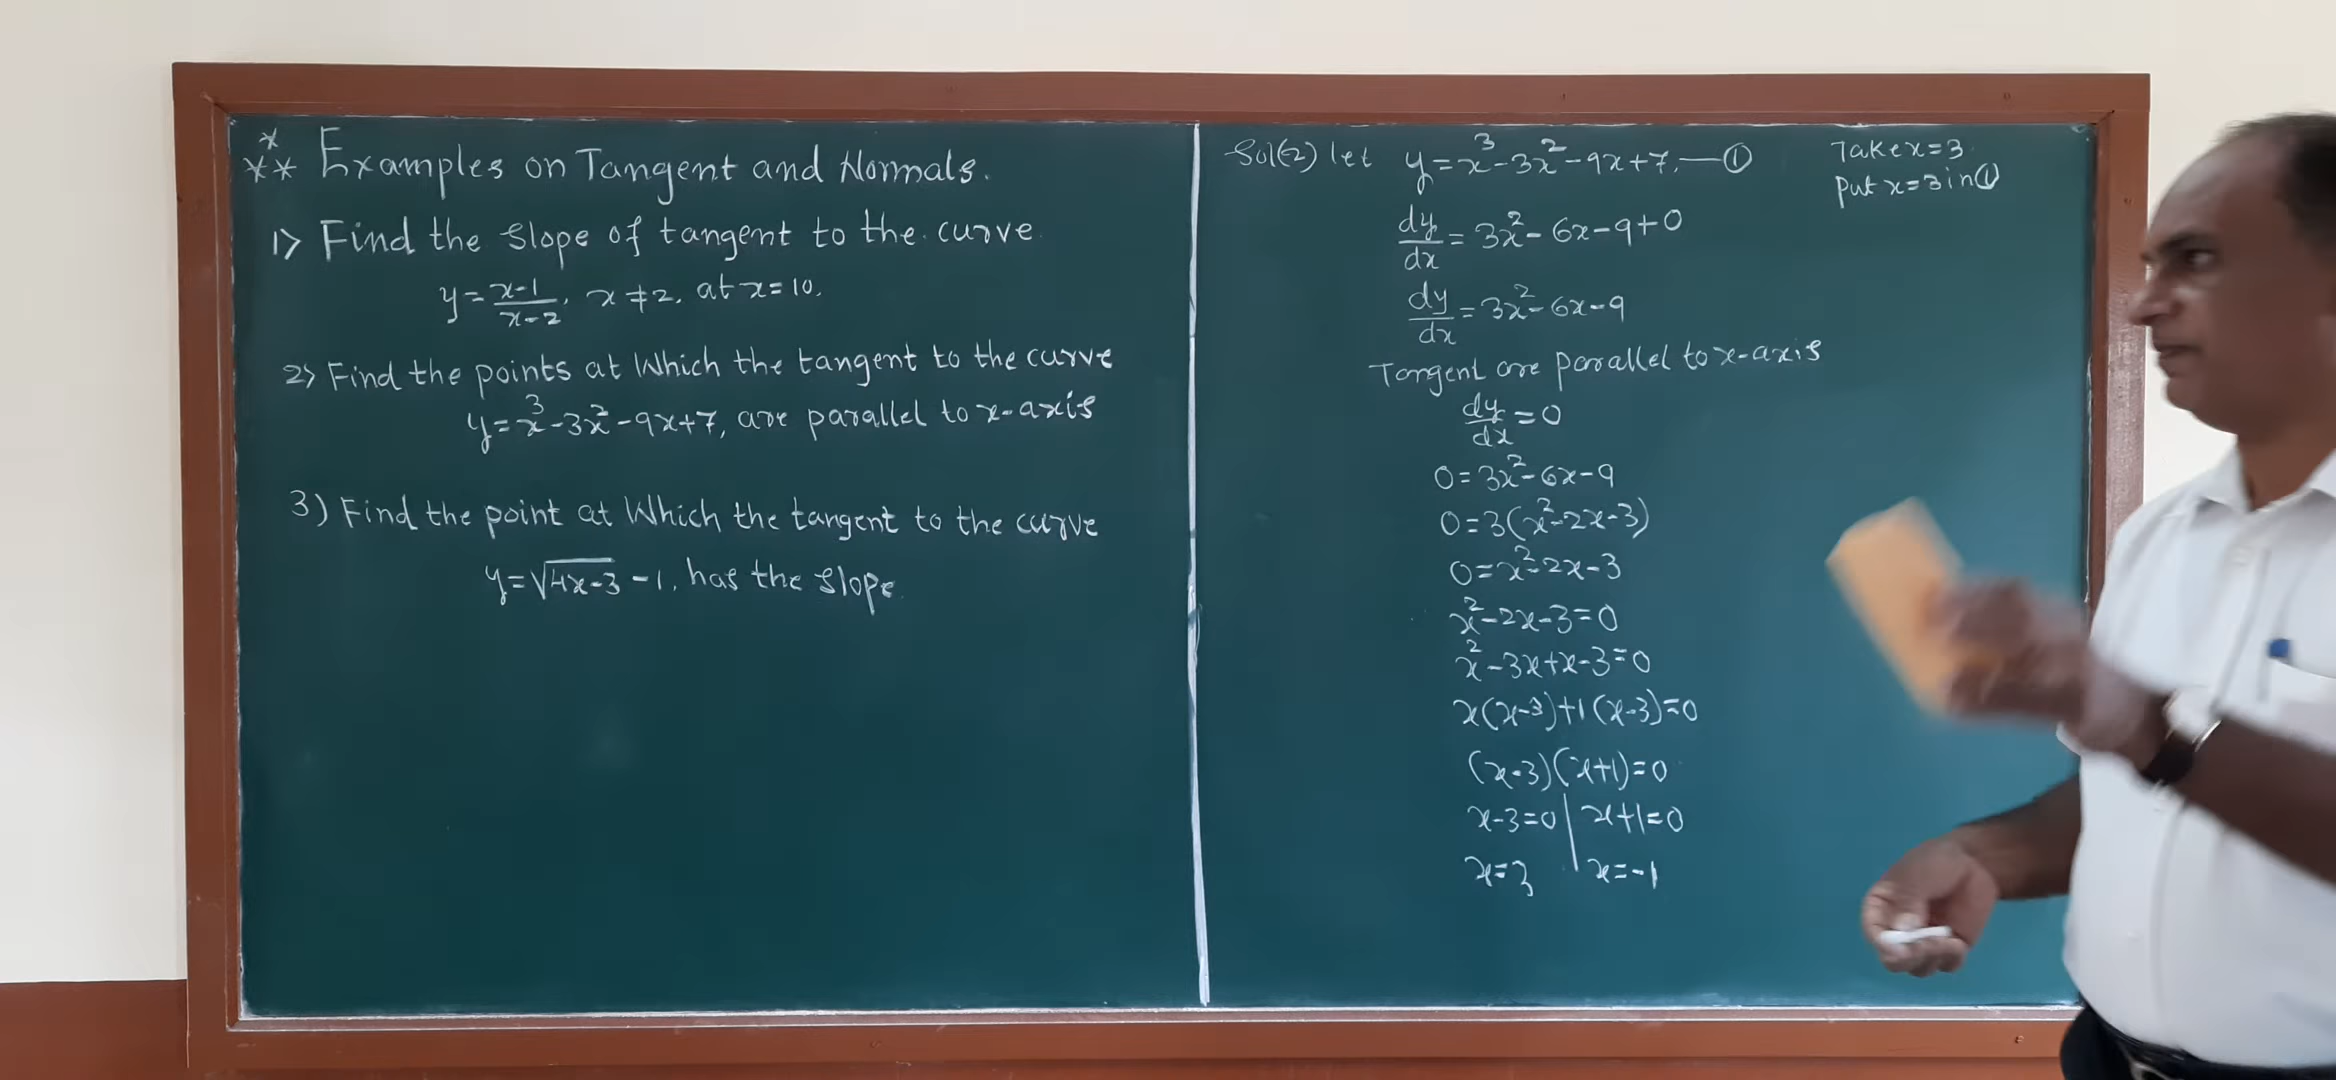 *** Examples on Tangent and Normals.
1) Find the slope of tangent to the curve
y = x-1/x-2, x ≠ 2, at x = 10.
2) Find the points at Which the tangent to the curve
y = x³ - 3x² - 9x + 7, are parallel to x-axis
3) Find the point at Which the tangent to the curve
y = √4x-3 - 1, has the slope.
Sol(2) let y = x³ - 3x² - 9x + 7, — ①
dy/dx = 3x² - 6x - 9 + 0
dy/dx = 3x² - 6x - 9
Tangent are parallel to x-axis
dy/dx = 0
0 = 3x² - 6x - 9
0 = 3(x² - 2x - 3)
0 = x² - 2x - 3
x² - 2x - 3 = 0
x² - 3x + x - 3 = 0
x(x-3) + 1(x-3) = 0
(x-3)(x+1) = 0
x - 3 = 0 | x + 1 = 0
x = 3 | x = -1
Take x = 3
put x = 3 in ①